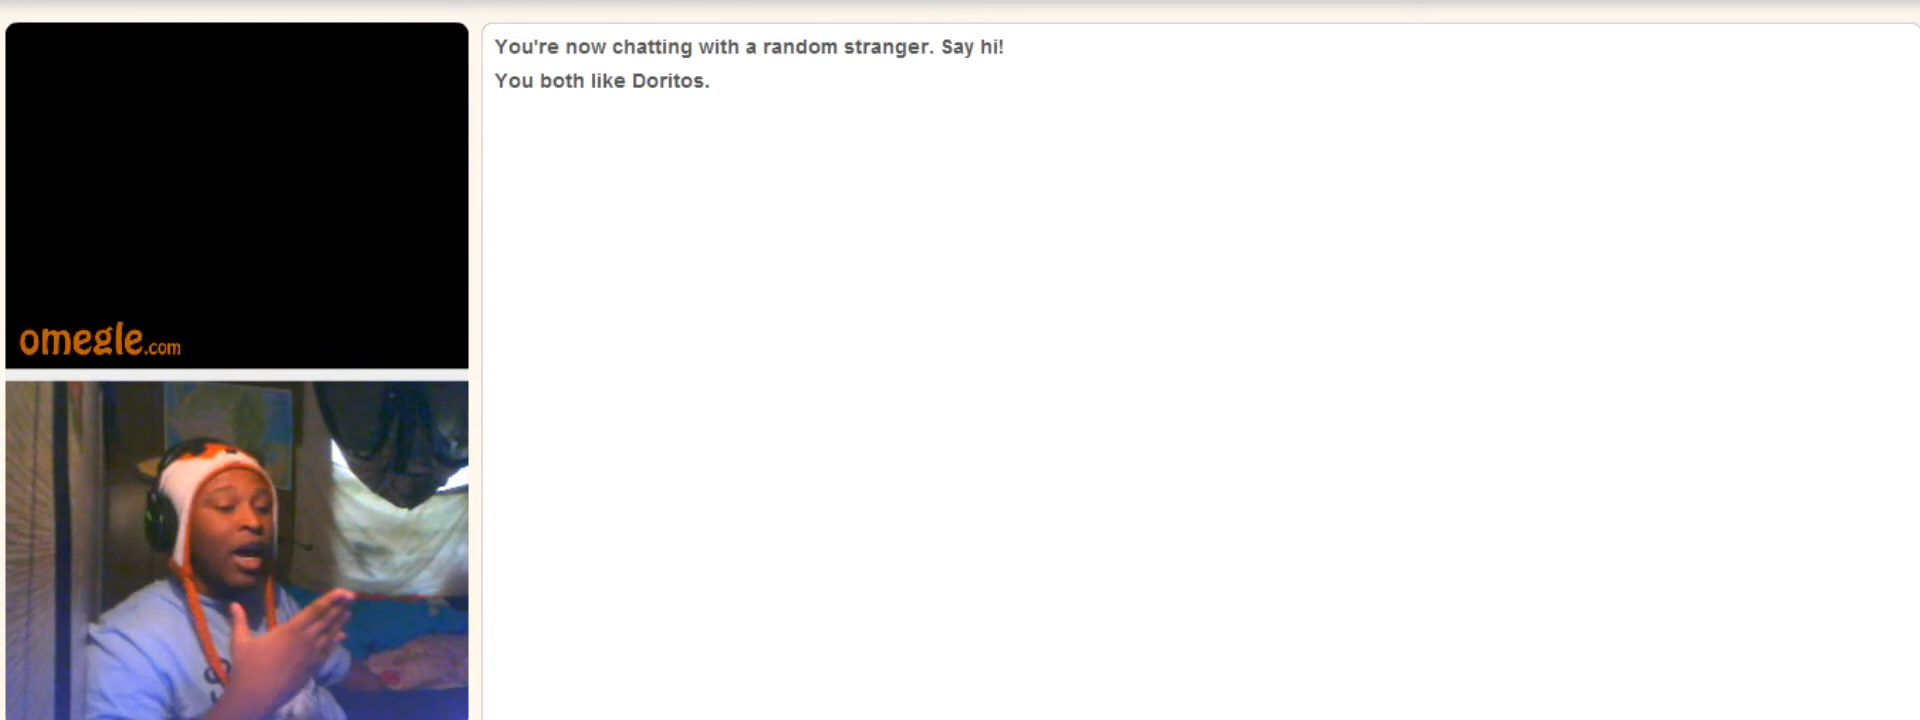 You're now chatting with a random stranger. Say hi!
You both like Doritos.
omegle.com